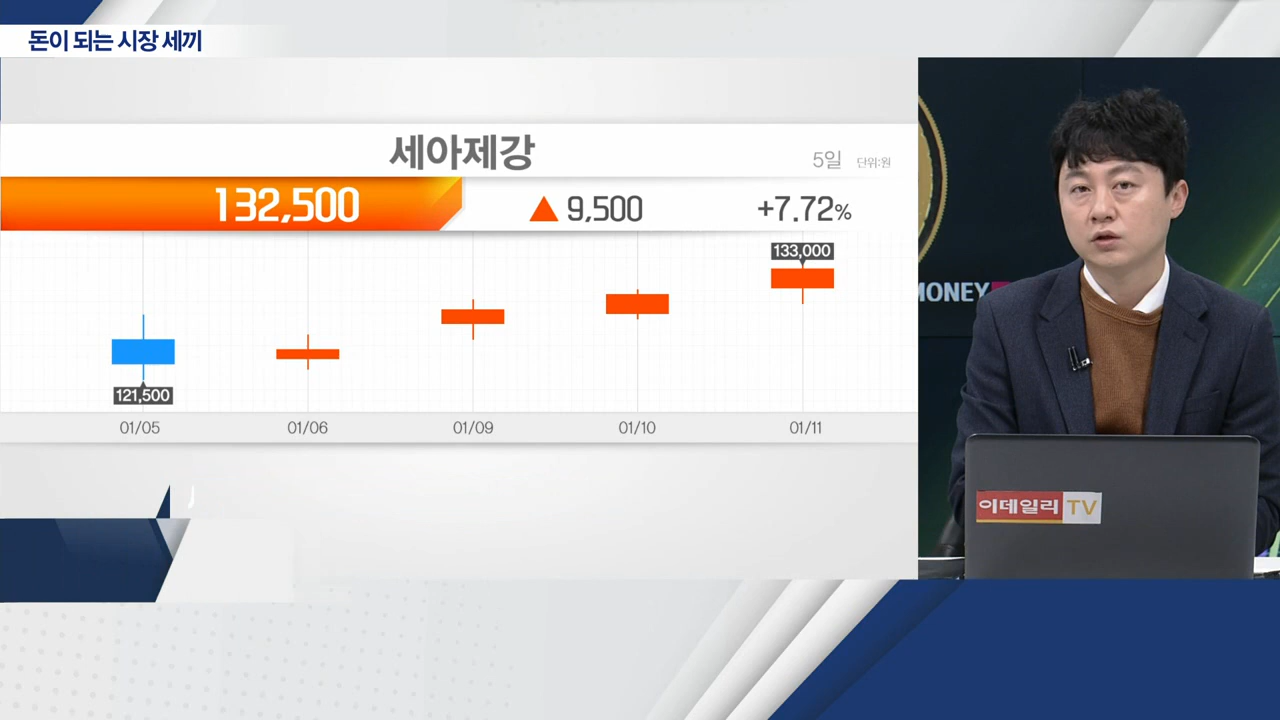 돈이 되는 시장 세끼
세아제강
5일 단위:원
132,500 ▲ 9,500 +7.72%
133,000
121,500
01/05 01/06 01/09 01/10 01/11
MONEY
이데일리 TV